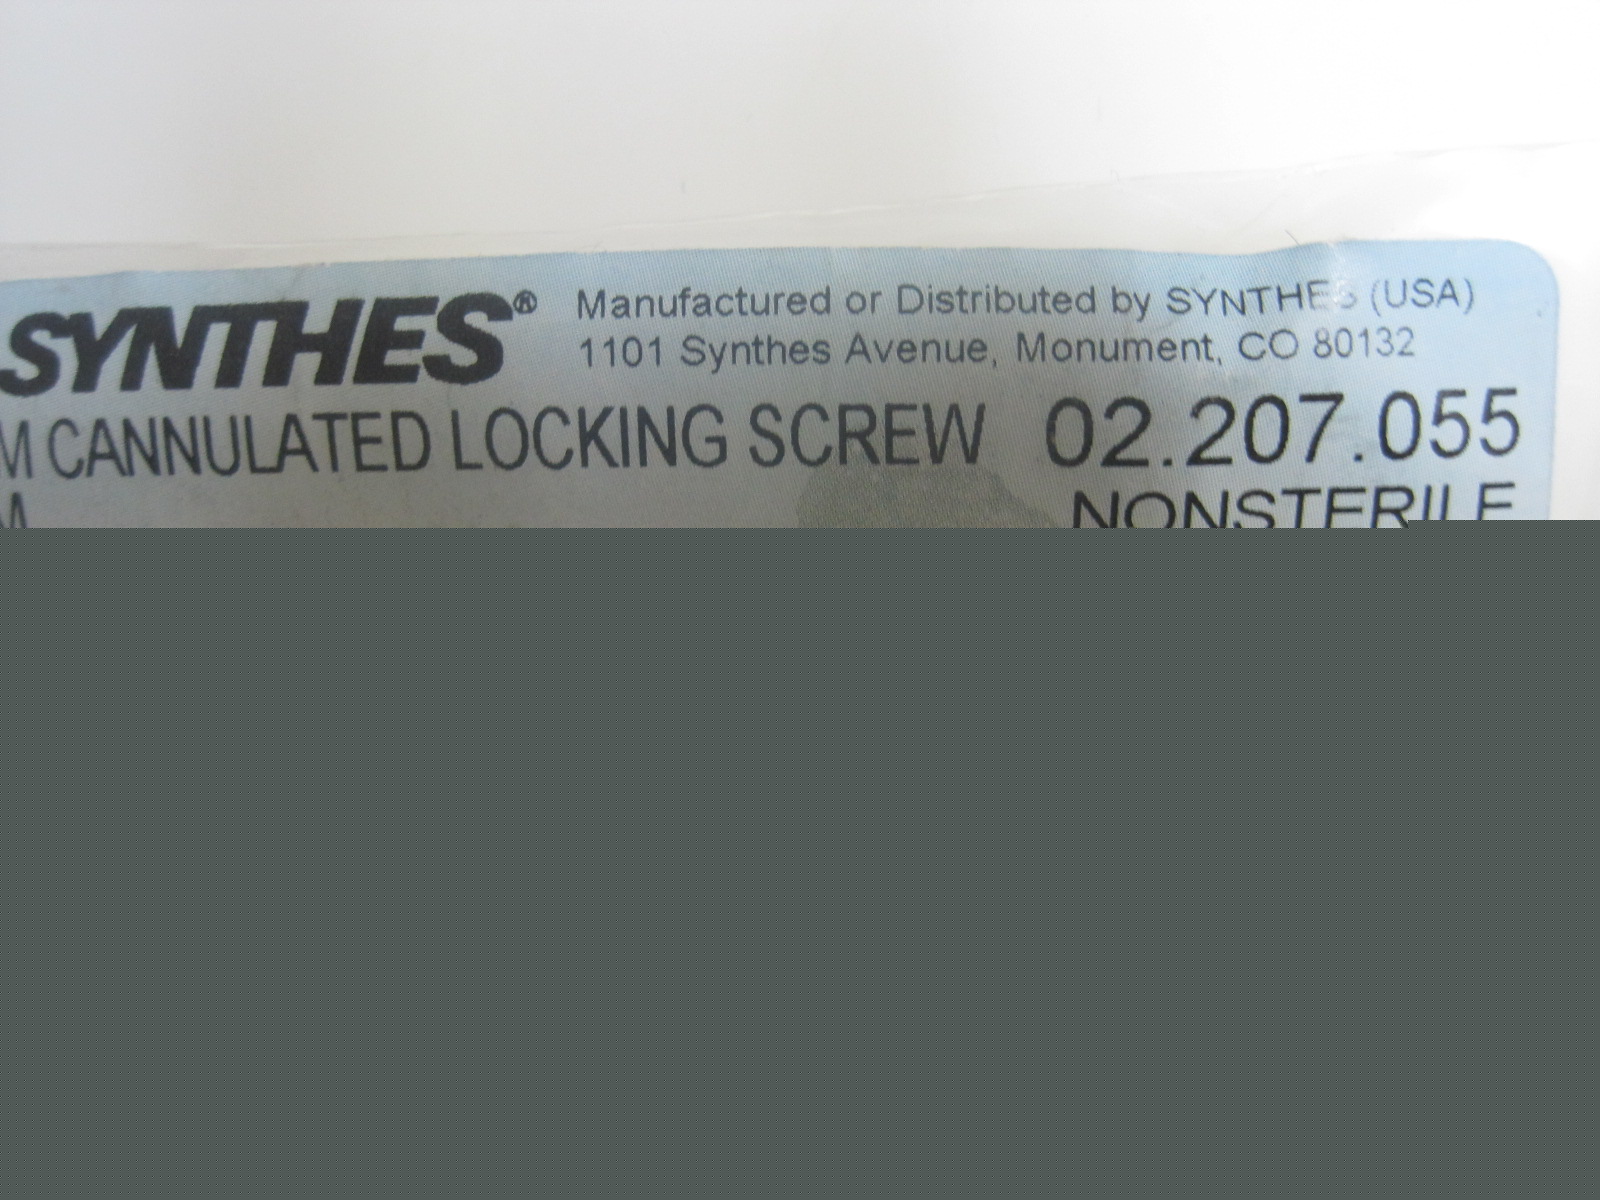 SYNTHES® Manufactured or Distributed by SYNTHES (USA)
1101 Synthes Avenue, Monument, CO 80132
M CANNULATED LOCKING SCREW 02.207.055
M NONSTERILE